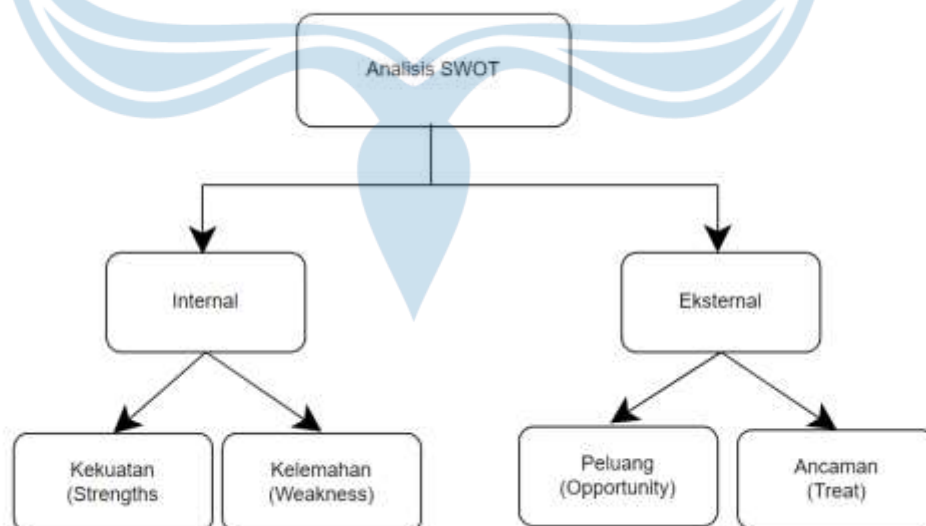 Analisis SWOT
Internal
Eksternal
Kekuatan
(Strengths
Kelemahan
(Weakness)
Peluang
(Opportunity)
Ancaman
(Treat)